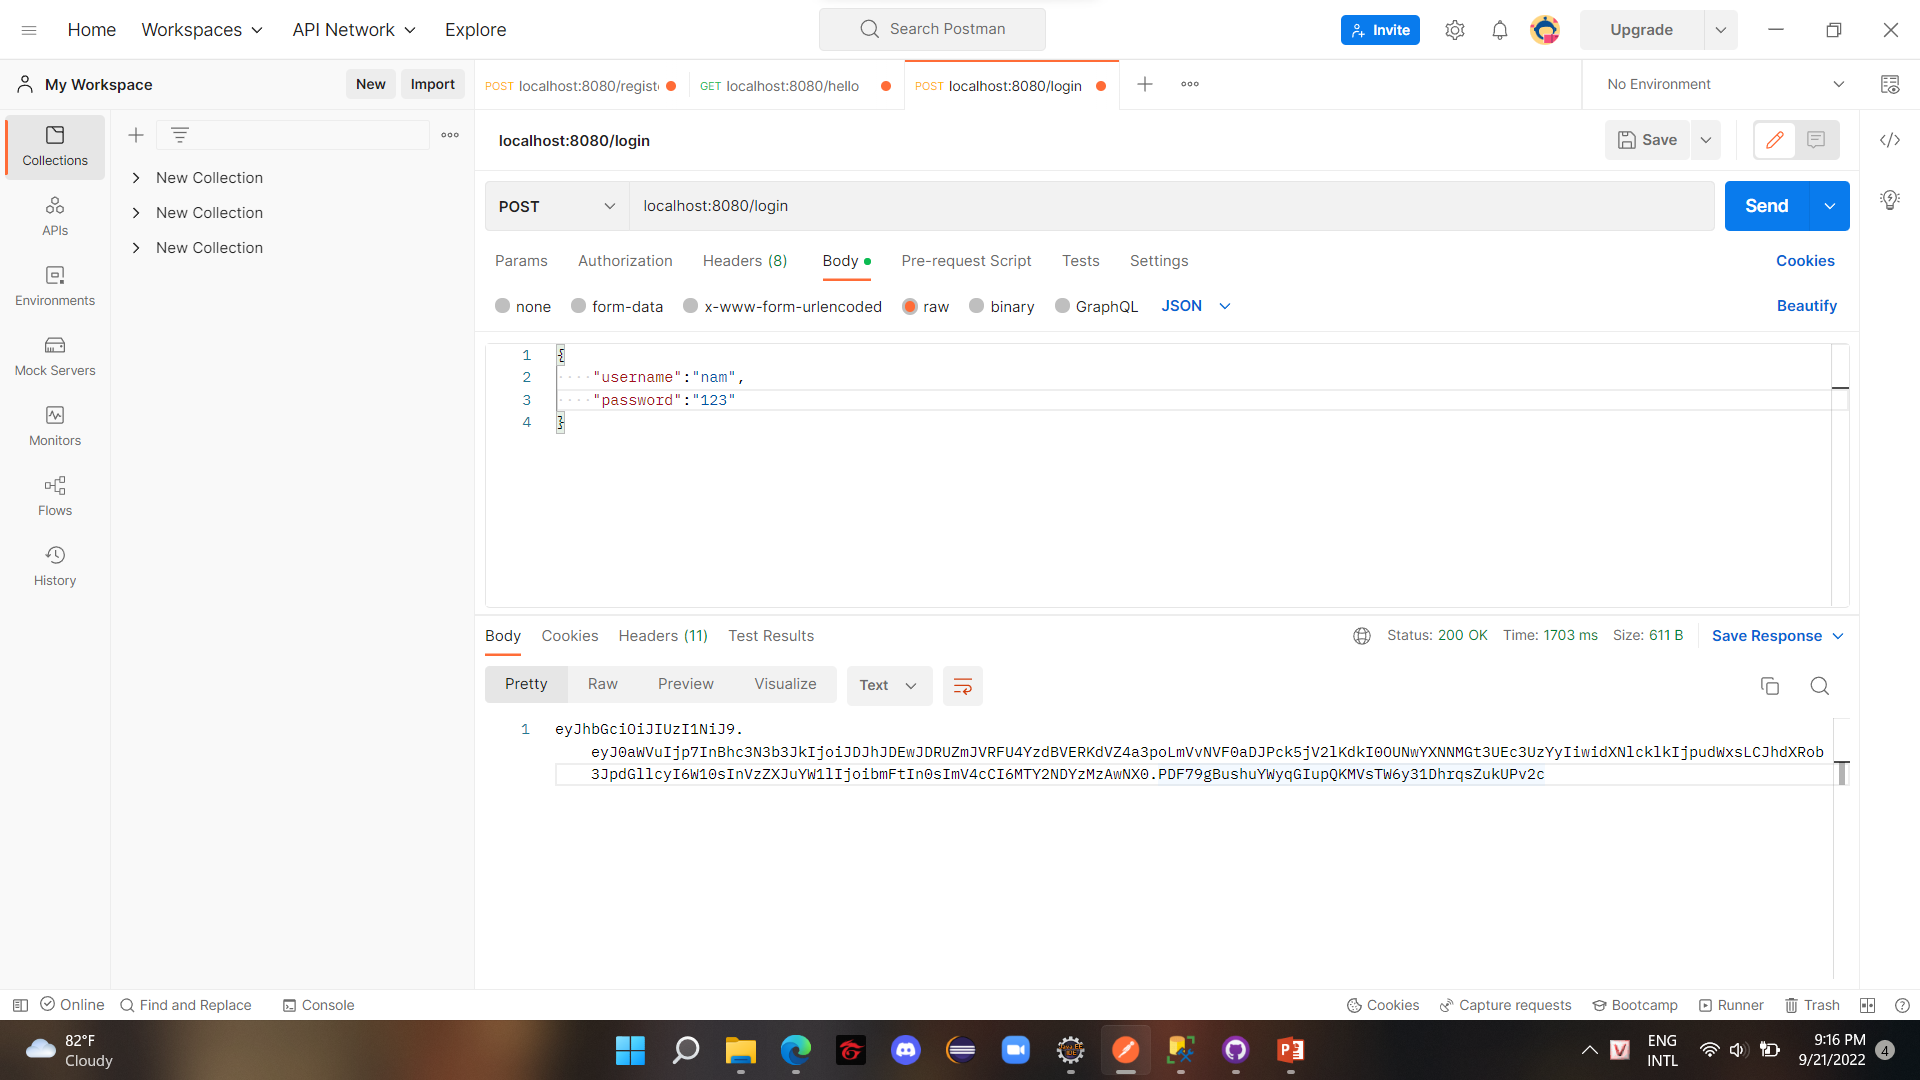 Home
Workspaces
API Network
Explore
Search Postman
Invite
Upgrade
My Workspace
New
Import
POST localhost:8080/regist
GET localhost:8080/hello
POST localhost:8080/login
No Environment
Collections
APIs
Environments
Mock Servers
Monitors
Flows
History
New Collection
New Collection
New Collection
localhost:8080/login
Save
POST
localhost:8080/login
Send
Params
Authorization
Headers (8)
Body
Pre-request Script
Tests
Settings
Cookies
none
form-data
x-www-form-urlencoded
raw
binary
GraphQL
JSON
Beautify
1 {
2 "username":"nam",
3 "password":"123"
4 }
Body
Cookies
Headers (11)
Test Results
Status: 200 OK
Time: 1703 ms
Size: 611 B
Save Response
Pretty
Raw
Preview
Visualize
Text
1 eyJhbGciOiJIUzI1NiJ9.
eyJ0aWVuIjp7InBhc3N3b3JkIjoiJDJhJDEwJDRUZmJVRFU4YzdBVERKdVZ4a3poLmVvNVF0aDJPck5jV2lKdkI0OUNwYXNNMGt3UEc3UzYyIiwidXNlcklkIjpudWxsLCJhdXRob
3JpdGllcyI6W10sInVzZXJuYW1lIjoibmFtIn0sImV4cCI6MTY2NDYzMzAwNX0.PDF79gBushuYWyqGIupQKMVsTW6y31DhrqsZukUPv2c
Online
Find and Replace
Console
Cookies
Capture requests
Bootcamp
Runner
Trash
82°F
Cloudy
ENG
INTL
9:16 PM
9/21/2022
4